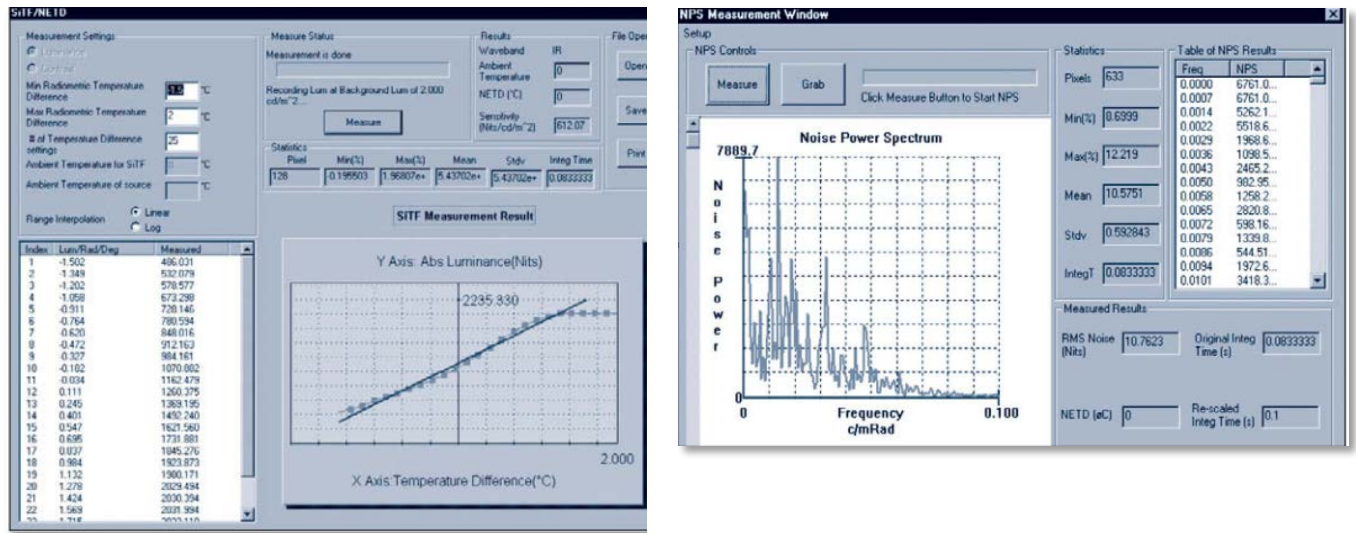 SiTF/NETD
Measurement Settings
Luminance
Min Radiometric Temperature
Difference
°C
Max Radiometric Temperature
Difference
2
°C
# of Temperature Difference
settings
25
Ambient Temperature for SiTF
°C
Ambient Temperature of source
°C
Range Interpolation
Linear
Log
Measure Status
Measurement is done
Recording Lum at Background Lum of 2.000
cd/m^2...
Measure
Results
Waveband IR
Ambient
Temperature
0
NETD (°C)
0
Sensitivity
(Nits/cd/m^2)
612.07
File Oper
Open
Save
Print
Statistics
Pixel Min(%) Max(%) Mean Stdv Integ Time
128 -0.195503 1.96807e+ 5.43702e+ 5.43702e+ 0.0833333
SiTF Measurement Result
Index Lum/Rad/Deg Measured
1 -1.502 486.031
2 -1.349 532.079
3 -1.202 578.577
4 -1.058 673.298
5 -0.911 728.146
6 -0.764 780.594
7 -0.620 848.016
8 -0.472 912.163
9 -0.327 984.161
10 -0.182 1070.802
11 -0.034 1162.479
12 0.111 1260.375
13 0.245 1369.195
14 0.401 1492.240
15 0.547 1621.560
16 0.695 1731.881
17 0.837 1845.276
18 0.984 1923.873
19 1.132 1980.171
20 1.278 2029.494
21 1.424 2030.394
22 1.569 2031.994
Y Axis: Abs Luminance(Nits)
2235.330
2.000
X Axis:Temperature Difference(°C)
NPS Measurement Window
Setup
NPS Controls
Measure
Grab
Click Measure Button to Start NPS
Noise Power Spectrum
7889.7
Noise Power
0
0
Frequency
c/mRad
0.100
Statistics
Pixels 633
Min(%) 8.6999
Max(%) 12.219
Mean 10.5751
Stdv 0.592843
IntegT 0.0833333
Table of NPS Results
Freq NPS
0.0000 6761.0...
0.0007 6761.0...
0.0014 5262.1...
0.0022 5518.6...
0.0029 1968.6...
0.0036 1098.5...
0.0043 2465.2...
0.0050 982.95...
0.0058 1258.2...
0.0065 2820.8...
0.0072 598.16...
0.0079 1339.8...
0.0086 544.51...
0.0094 1972.6...
0.0101 3418.3...
Measured Results
RMS Noise
(Nits)
10.7623
Original Integ
Time (s)
0.0833333
NETD (øC) 0
Re-scaled
Integ Time (s)
0.1